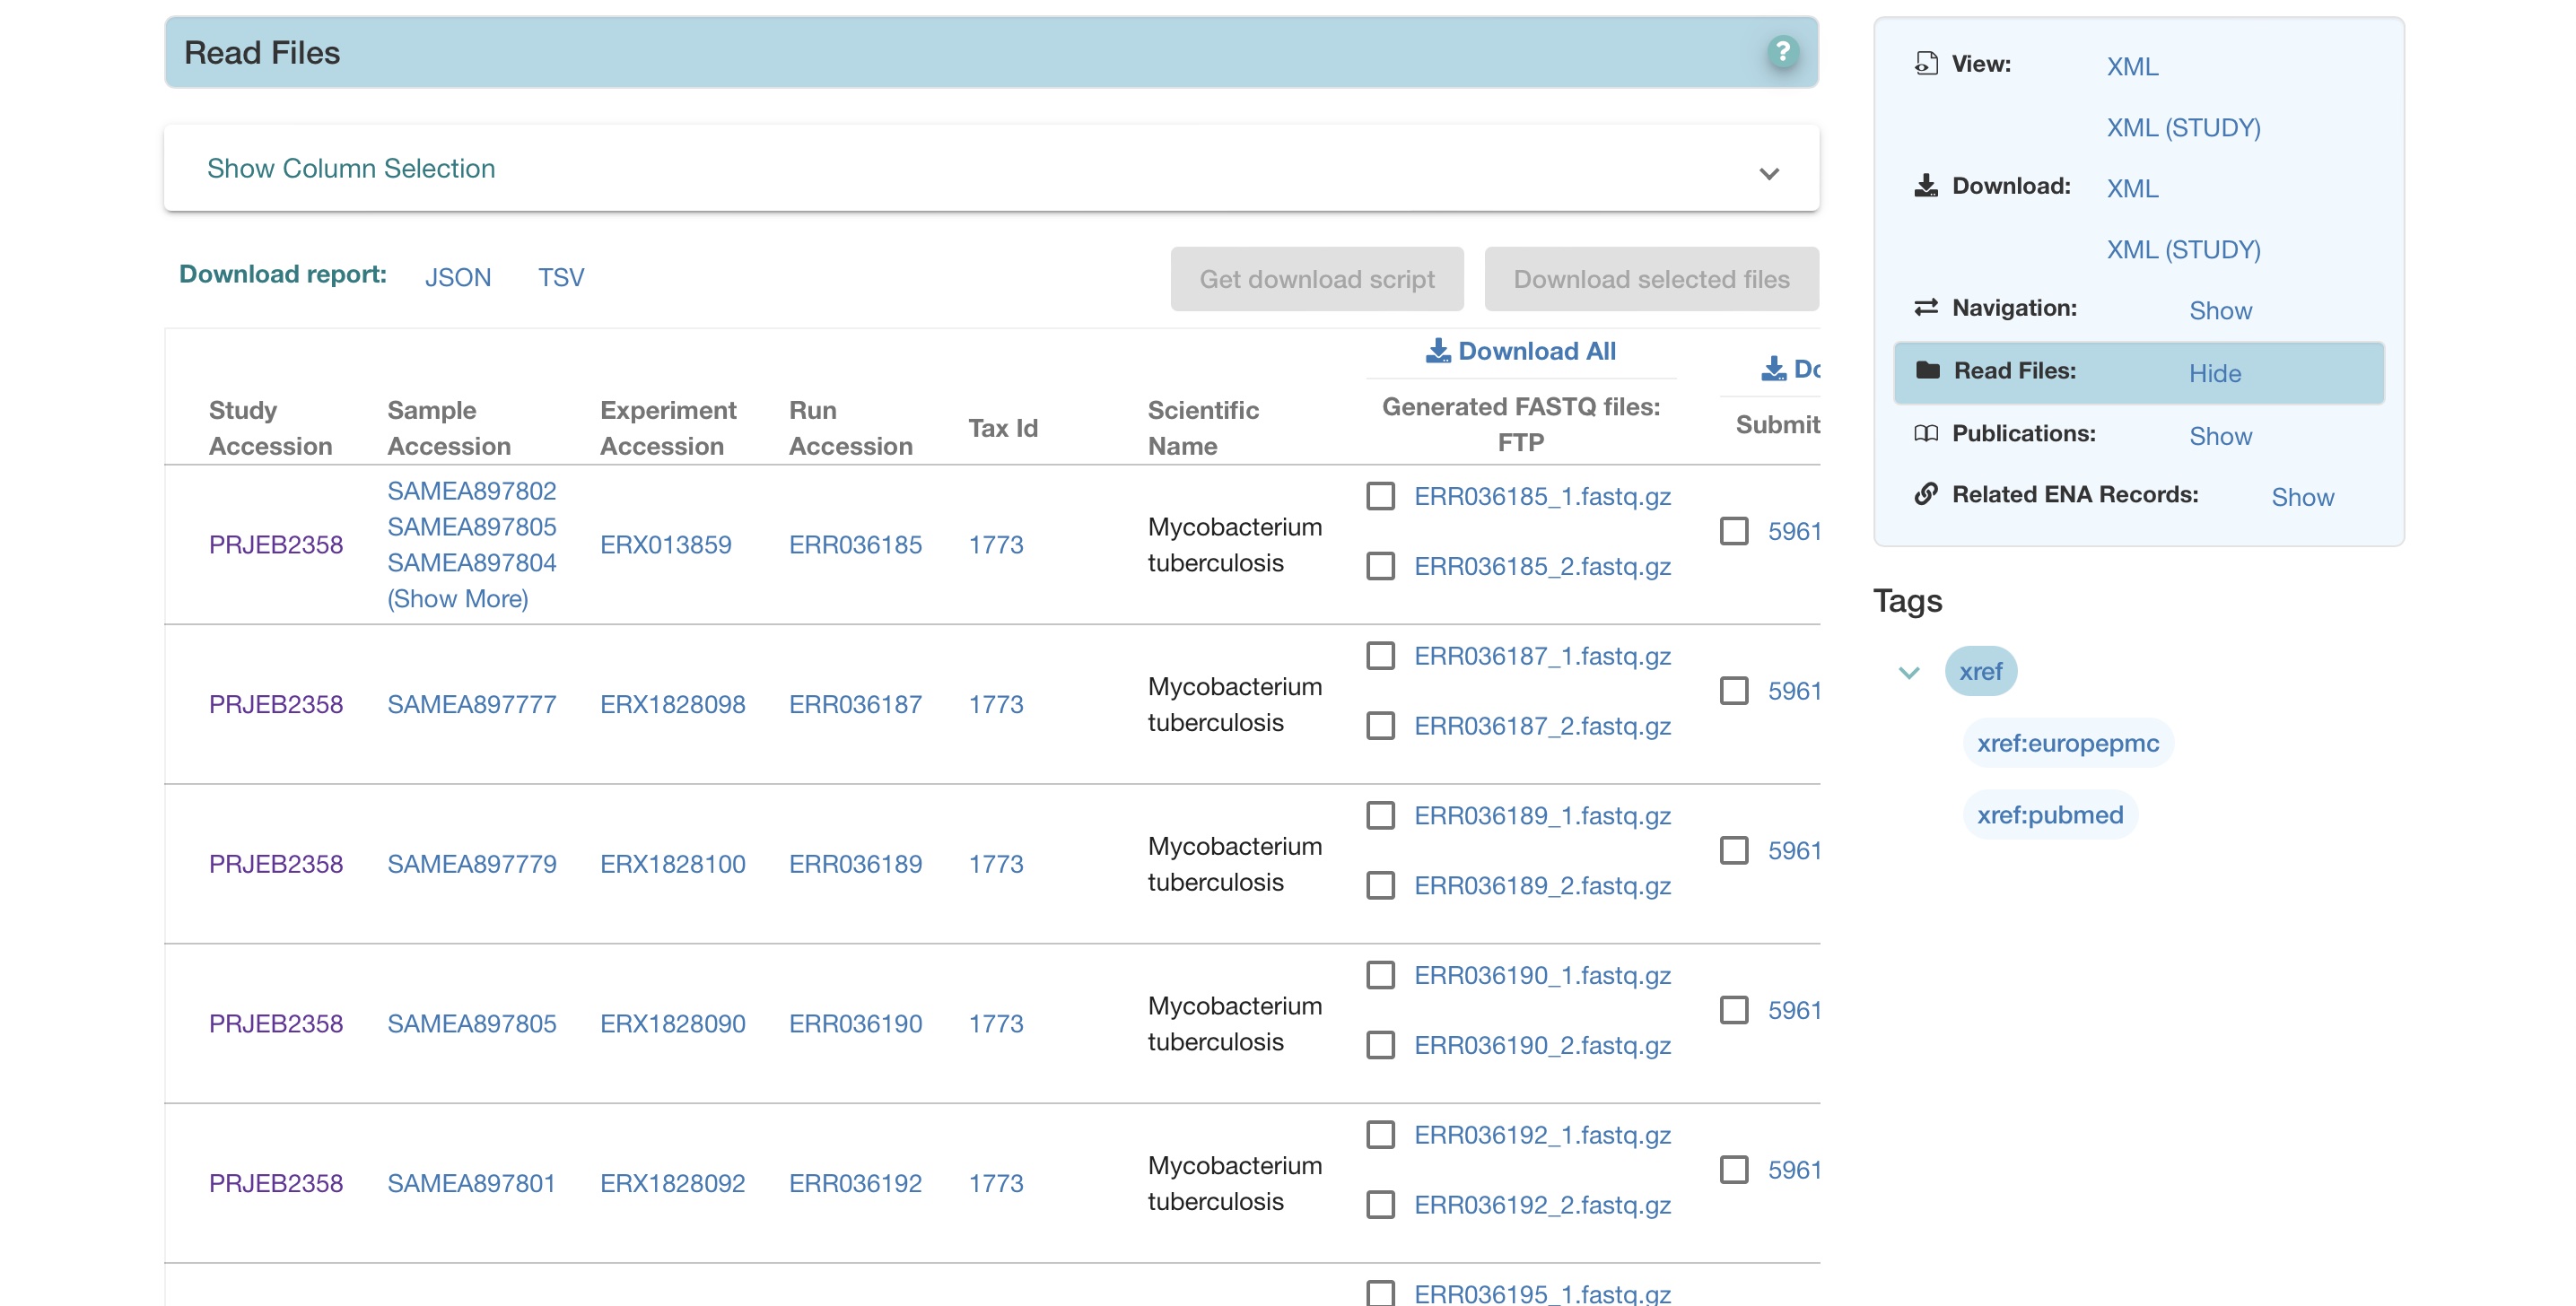 Read Files
?
Show Column Selection
Download report: JSON TSV
Get download script
Download selected files
Download All
Study Accession
Sample Accession
Experiment Accession
Run Accession
Tax Id
Scientific Name
Generated FASTQ files: FTP
Submit
PRJEB2358
SAMEA897802
SAMEA897805
SAMEA897804
(Show More)
ERX013859
ERR036185
1773
Mycobacterium
tuberculosis
ERR036185_1.fastq.gz
ERR036185_2.fastq.gz
5961
PRJEB2358
SAMEA897777
ERX1828098
ERR036187
1773
Mycobacterium
tuberculosis
ERR036187_1.fastq.gz
ERR036187_2.fastq.gz
5961
PRJEB2358
SAMEA897779
ERX1828100
ERR036189
1773
Mycobacterium
tuberculosis
ERR036189_1.fastq.gz
ERR036189_2.fastq.gz
5961
PRJEB2358
SAMEA897805
ERX1828090
ERR036190
1773
Mycobacterium
tuberculosis
ERR036190_1.fastq.gz
ERR036190_2.fastq.gz
5961
PRJEB2358
SAMEA897801
ERX1828092
ERR036192
1773
Mycobacterium
tuberculosis
ERR036192_1.fastq.gz
ERR036192_2.fastq.gz
5961
ERR036195_1.fastq.gz
View: XML
XML (STUDY)
Download: XML
XML (STUDY)
Navigation: Show
Read Files: Hide
Publications: Show
Related ENA Records: Show
Tags
xref
xref:europepmc
xref:pubmed